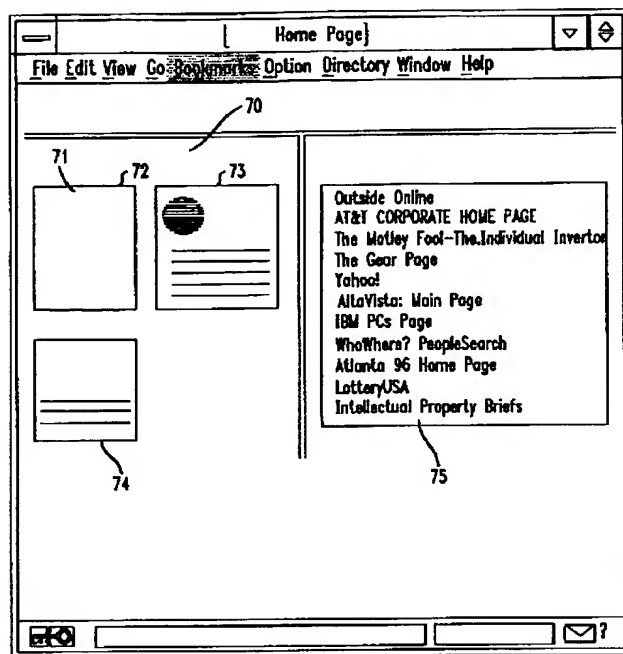 [ Home Page}
File Edit View Go Bookmarks Option Directory Window Help
70
71
72
73
Outside Online
AT&T CORPORATE HOME PAGE
The Motley Fool-The.Individual Invertor
The Gear Page
Yahoo!
AltaVista: Main Page
IBM PCs Page
WhoWhere? PeopleSearch
Atlanta 96 Home Page
LotteryUSA
Intellectual Property Briefs
74
75
?